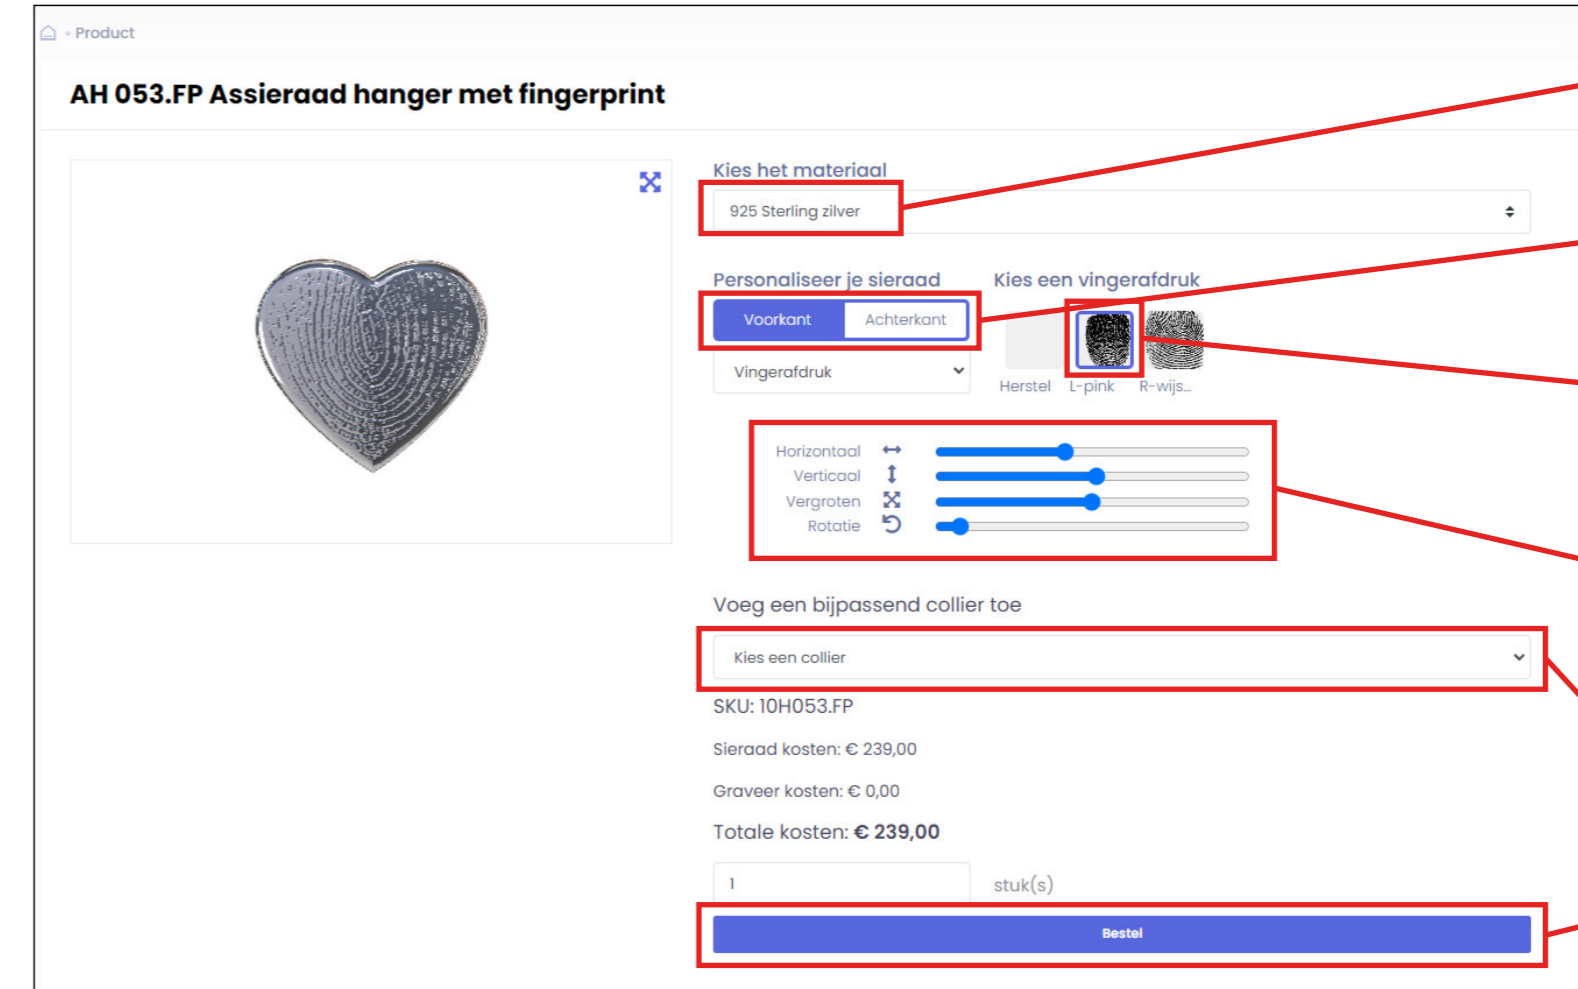 Product
AH 053.FP Assieraad hanger met fingerprint
Kies het materiaal
925 Sterling zilver
Personaliseer je sieraad
Kies een vingerafdruk
Voorkant Achterkant
Vingerafdruk
Herstel L-pink R-wijs...
Horizontaal
Verticaal
Vergroten
Rotatie
Voeg een bijpassend collier toe
Kies een collier
SKU: 10H053.FP
Sieraad kosten: € 239,00
Graveer kosten: € 0,00
Totale kosten: € 239,00
1 stuk(s)
Bestel